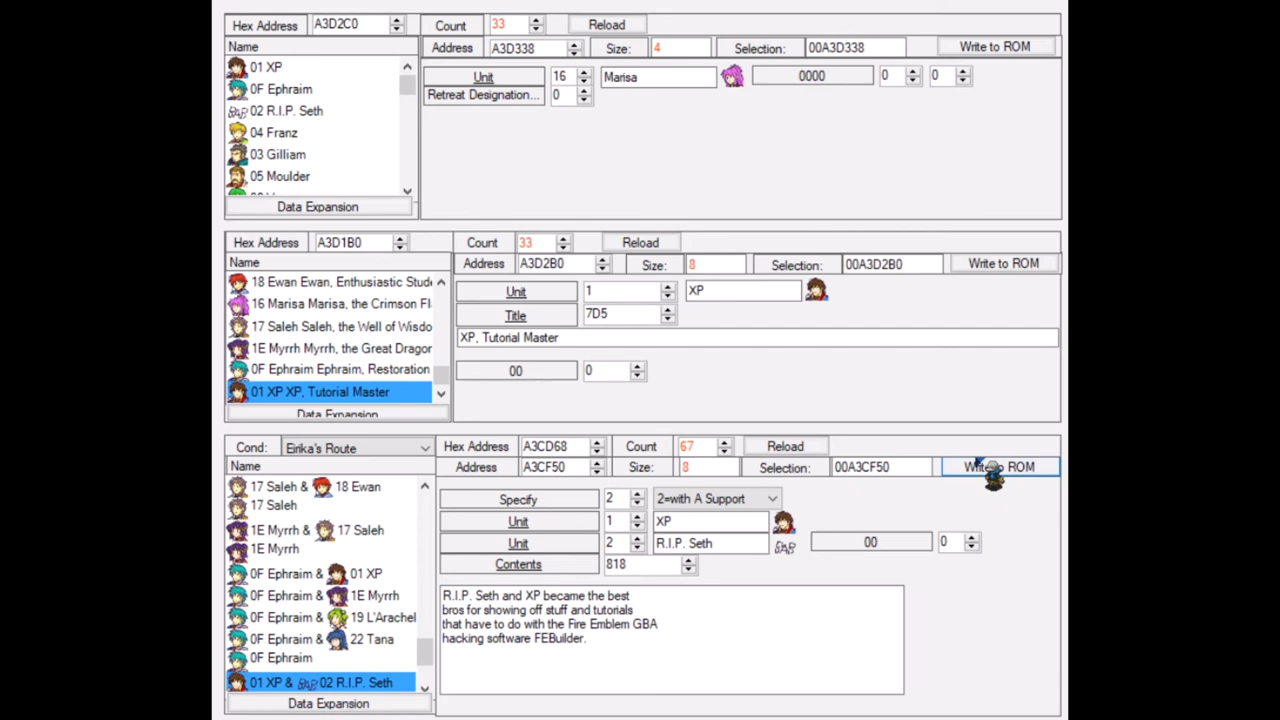 Hex Address A3D2C0 Count 33 Reload
Name Address A3D338 Size: 4 Selection: 00A3D338 Write to ROM
01 XP
0F Ephraim
02 R.I.P. Seth
04 Franz
03 Gilliam
05 Moulder
Data Expansion
Unit 16 Marisa 0000 0 0
Retreat Designation... 0
Hex Address A3D1B0 Count 33 Reload
Name Address A3D2B0 Size: 8 Selection: 00A3D2B0 Write to ROM
18 Ewan Ewan, Enthusiastic Stude
16 Marisa Marisa, the Crimson Fl
17 Saleh Saleh, the Well of Wisdo
1E Myrrh Myrrh, the Great Dragor
0F Ephraim Ephraim, Restoration
01 XP XP, Tutorial Master
Data Expansion
Unit 1 XP
Title 7D5
XP, Tutorial Master
00 0
Cond: Eirika's Route Hex Address A3CD68 Count 67 Reload
Name Address A3CF50 Size: 8 Selection: 00A3CF50 Write to ROM
17 Saleh & 18 Ewan
17 Saleh
1E Myrrh & 17 Saleh
1E Myrrh
0F Ephraim & 01 XP
0F Ephraim & 1E Myrrh
0F Ephraim & 19 L'Arachel
0F Ephraim & 22 Tana
0F Ephraim
01 XP & RIP 02 R.I.P. Seth
Data Expansion
Specify 2 2=with A Support
Unit 1 XP
Unit 2 R.I.P. Seth RIP 00 0
Contents 818
R.I.P. Seth and XP became the best
bros for showing off stuff and tutorials
that have to do with the Fire Emblem GBA
hacking software FEBuilder.